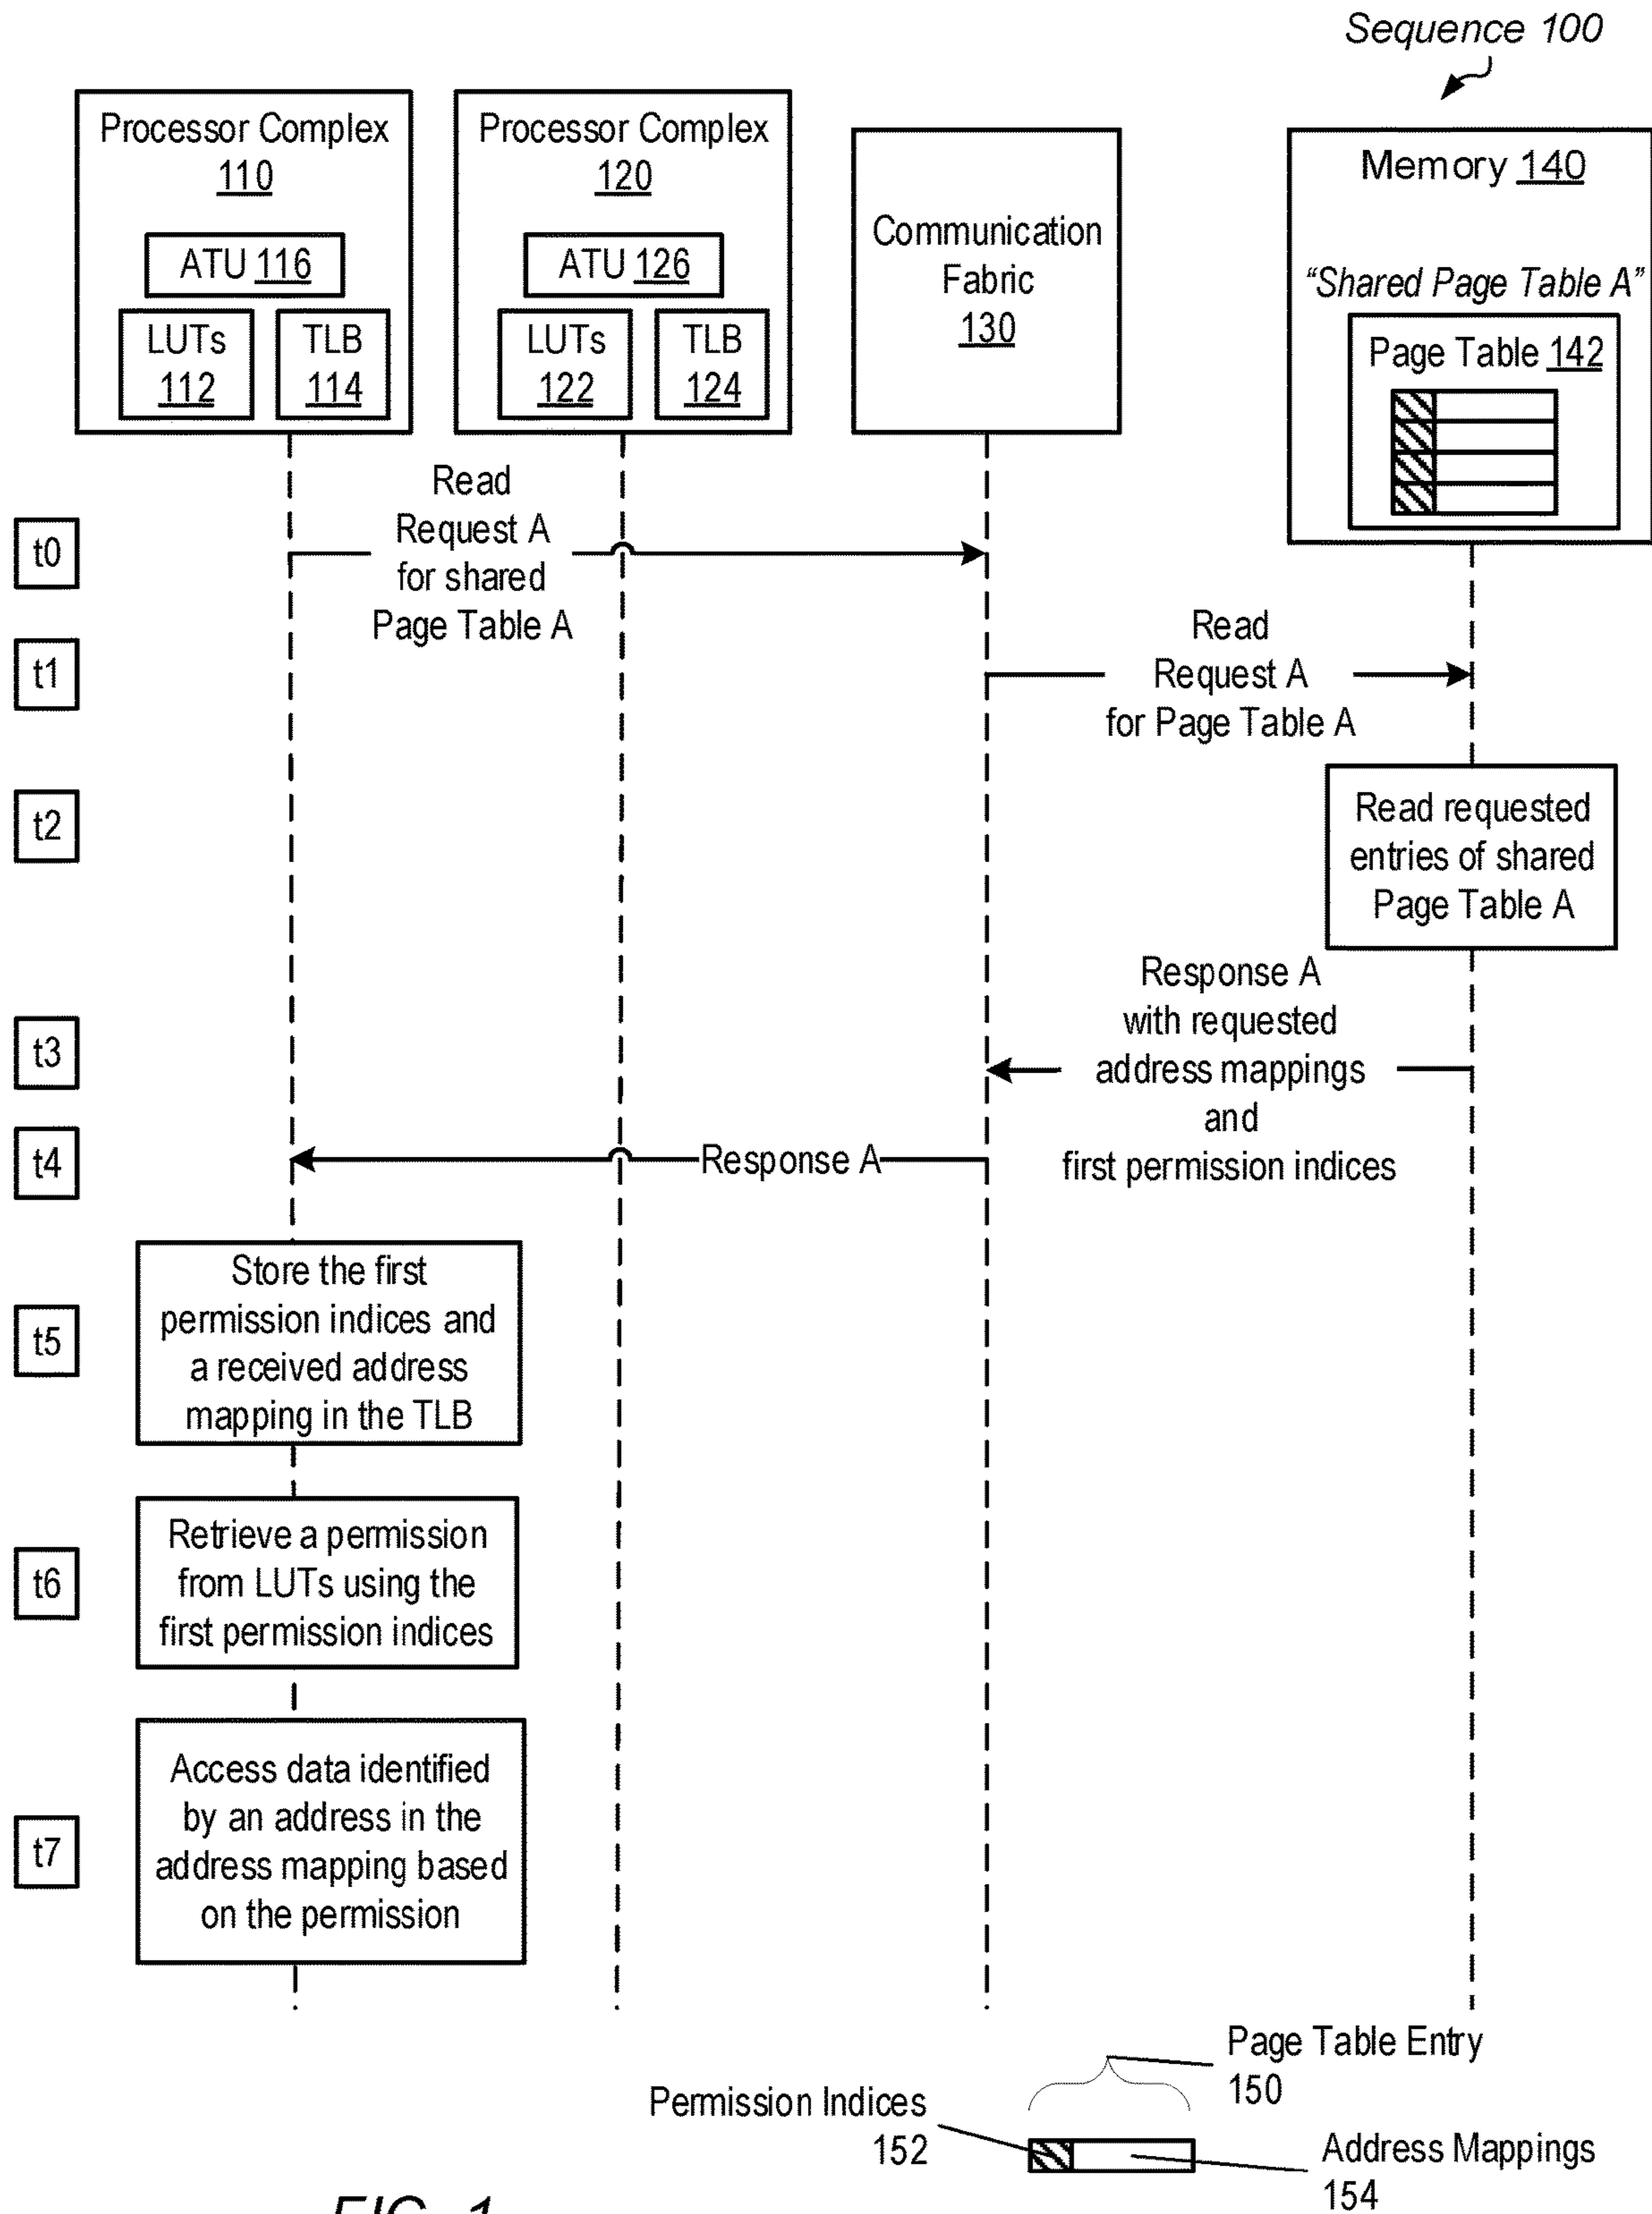 Sequence 100
Processor Complex
110
ATU 116
LUTs
112
TLB
114
Processor Complex
120
ATU 126
LUTs
122
TLB
124
Communication
Fabric
130
Memory 140
“Shared Page Table A”
Page Table 142
t0
Read
Request A
for shared
Page Table A
t1
Read
Request A
for Page Table A
t2
Read requested
entries of shared
Page Table A
t3
Response A
with requested
address mappings
and
first permission indices
t4
Response A
t5
Store the first
permission indices and
a received address
mapping in the TLB
t6
Retrieve a permission
from LUTs using the
first permission indices
t7
Access data identified
by an address in the
address mapping based
on the permission
Page Table Entry
150
Permission Indices
152
Address Mappings
154
FIG. 1